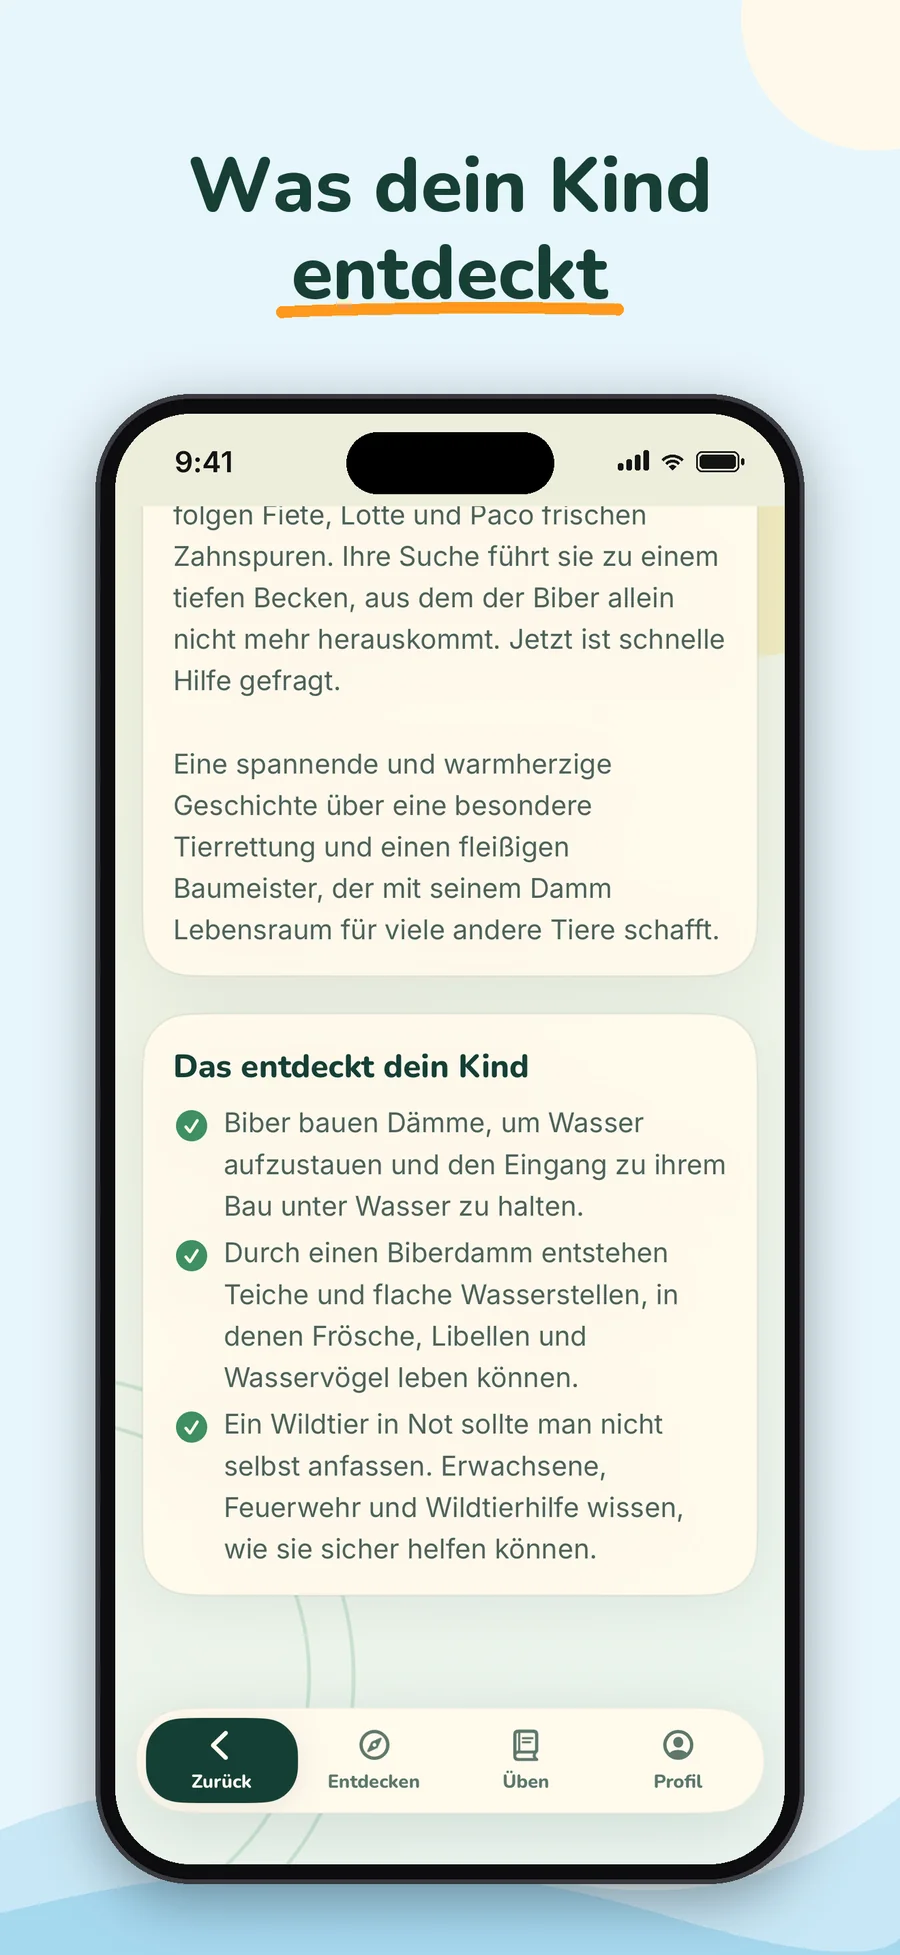 Was dein Kind
entdeckt
9:41
folgen Fiete, Lotte und Paco frischen
Zahnspuren. Ihre Suche führt sie zu einem
tiefen Becken, aus dem der Biber allein
nicht mehr herauskommt. Jetzt ist schnelle
Hilfe gefragt.
Eine spannende und warmherzige
Geschichte über eine besondere
Tierrettung und einen fleißigen
Baumeister, der mit seinem Damm
Lebensraum für viele andere Tiere schafft.
Das entdeckt dein Kind
Biber bauen Dämme, um Wasser
aufzustauen und den Eingang zu ihrem
Bau unter Wasser zu halten.
Durch einen Biberdamm entstehen
Teiche und flache Wasserstellen, in
denen Frösche, Libellen und
Wasservögel leben können.
Ein Wildtier in Not sollte man nicht
selbst anfassen. Erwachsene,
Feuerwehr und Wildtierhilfe wissen,
wie sie sicher helfen können.
Zurück
Entdecken
Üben
Profil